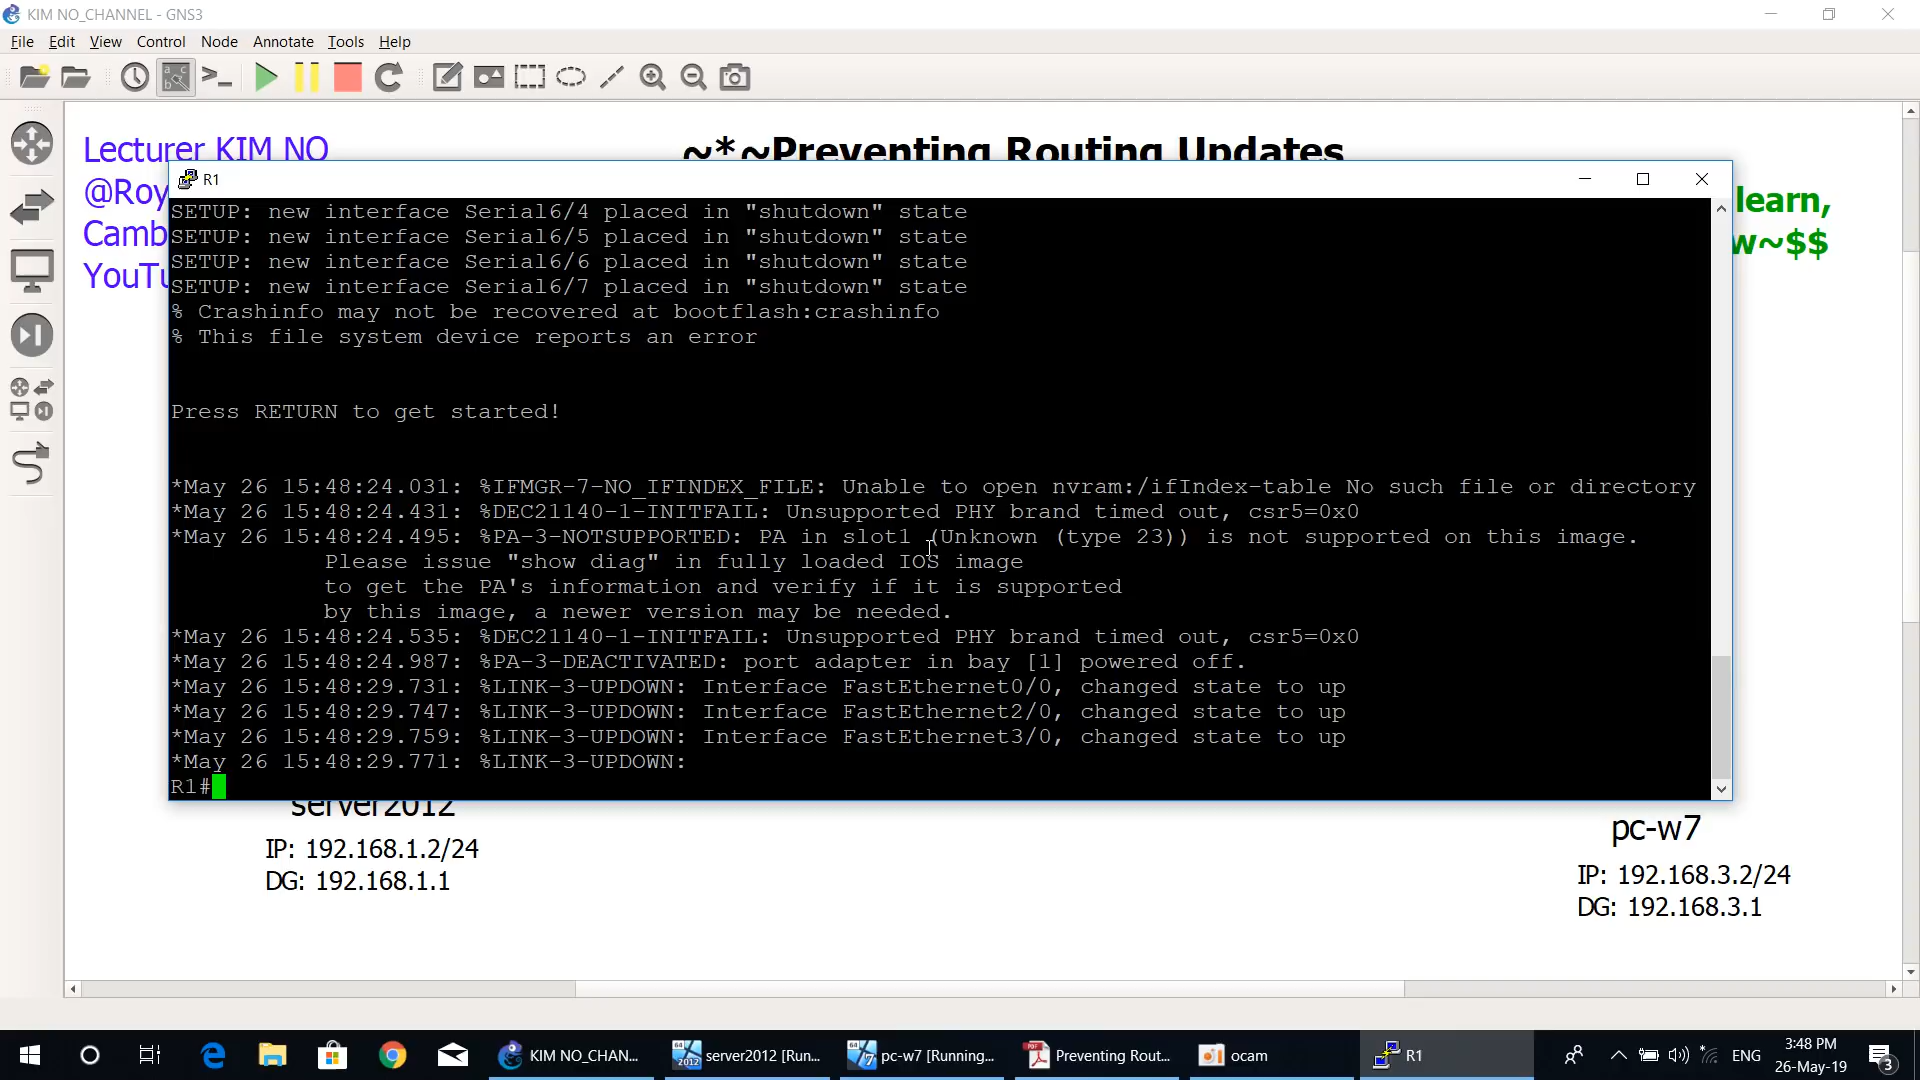 KIM NO_CHANNEL - GNS3
File Edit View Control Node Annotate Tools Help
Lecturer KIM NO
~*~Preventing Routing Updates
@Roy
Camb
YouTu
learn,
w~$$
R1
SETUP: new interface Serial6/4 placed in "shutdown" state
SETUP: new interface Serial6/5 placed in "shutdown" state
SETUP: new interface Serial6/6 placed in "shutdown" state
SETUP: new interface Serial6/7 placed in "shutdown" state
% Crashinfo may not be recovered at bootflash:crashinfo
% This file system device reports an error
Press RETURN to get started!
*May 26 15:48:24.031: %IFMGR-7-NO_IFINDEX_FILE: Unable to open nvram:/ifIndex-table No such file or directory
*May 26 15:48:24.431: %DEC21140-1-INITFAIL: Unsupported PHY brand timed out, csr5=0x0
*May 26 15:48:24.495: %PA-3-NOTSUPPORTED: PA in slot1 (Unknown (type 23)) is not supported on this image.
Please issue "show diag" in fully loaded IOS image
to get the PA's information and verify if it is supported
by this image, a newer version may be needed.
*May 26 15:48:24.535: %DEC21140-1-INITFAIL: Unsupported PHY brand timed out, csr5=0x0
*May 26 15:48:24.987: %PA-3-DEACTIVATED: port adapter in bay [1] powered off.
*May 26 15:48:29.731: %LINK-3-UPDOWN: Interface FastEthernet0/0, changed state to up
*May 26 15:48:29.747: %LINK-3-UPDOWN: Interface FastEthernet2/0, changed state to up
*May 26 15:48:29.759: %LINK-3-UPDOWN: Interface FastEthernet3/0, changed state to up
*May 26 15:48:29.771: %LINK-3-UPDOWN:
R1#
server2012
IP: 192.168.1.2/24
DG: 192.168.1.1
pc-w7
IP: 192.168.3.2/24
DG: 192.168.3.1
KIM NO_CHAN...
server2012 [Run...
pc-w7 [Running...
Preventing Rout...
ocam
R1
ENG
3:48 PM
26-May-19
3